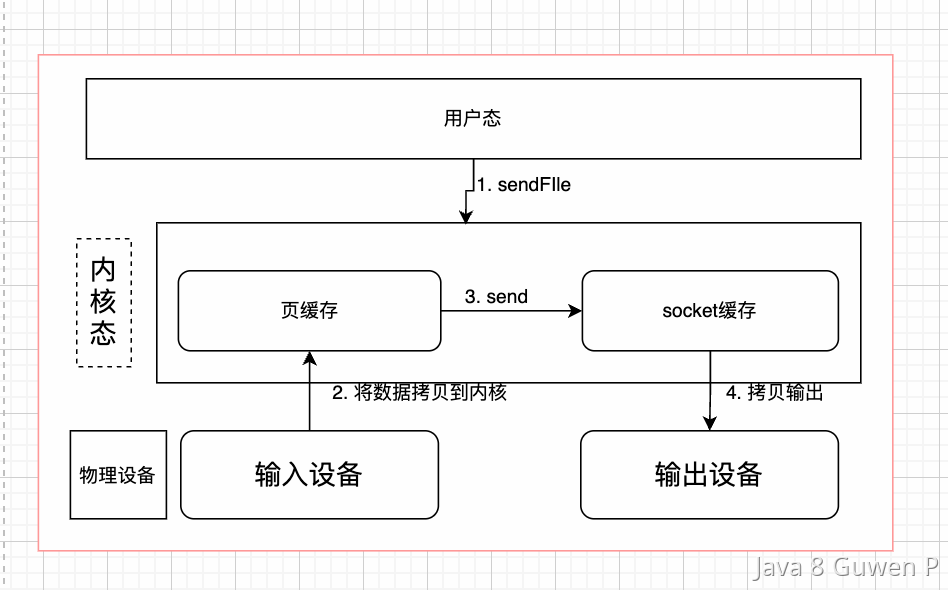 用户态
1. sendFIle
内
核
态
页缓存
3. send
socket缓存
2. 将数据拷贝到内核
4. 拷贝输出
物理设备
输入设备
输出设备
Java 8 Guwen P